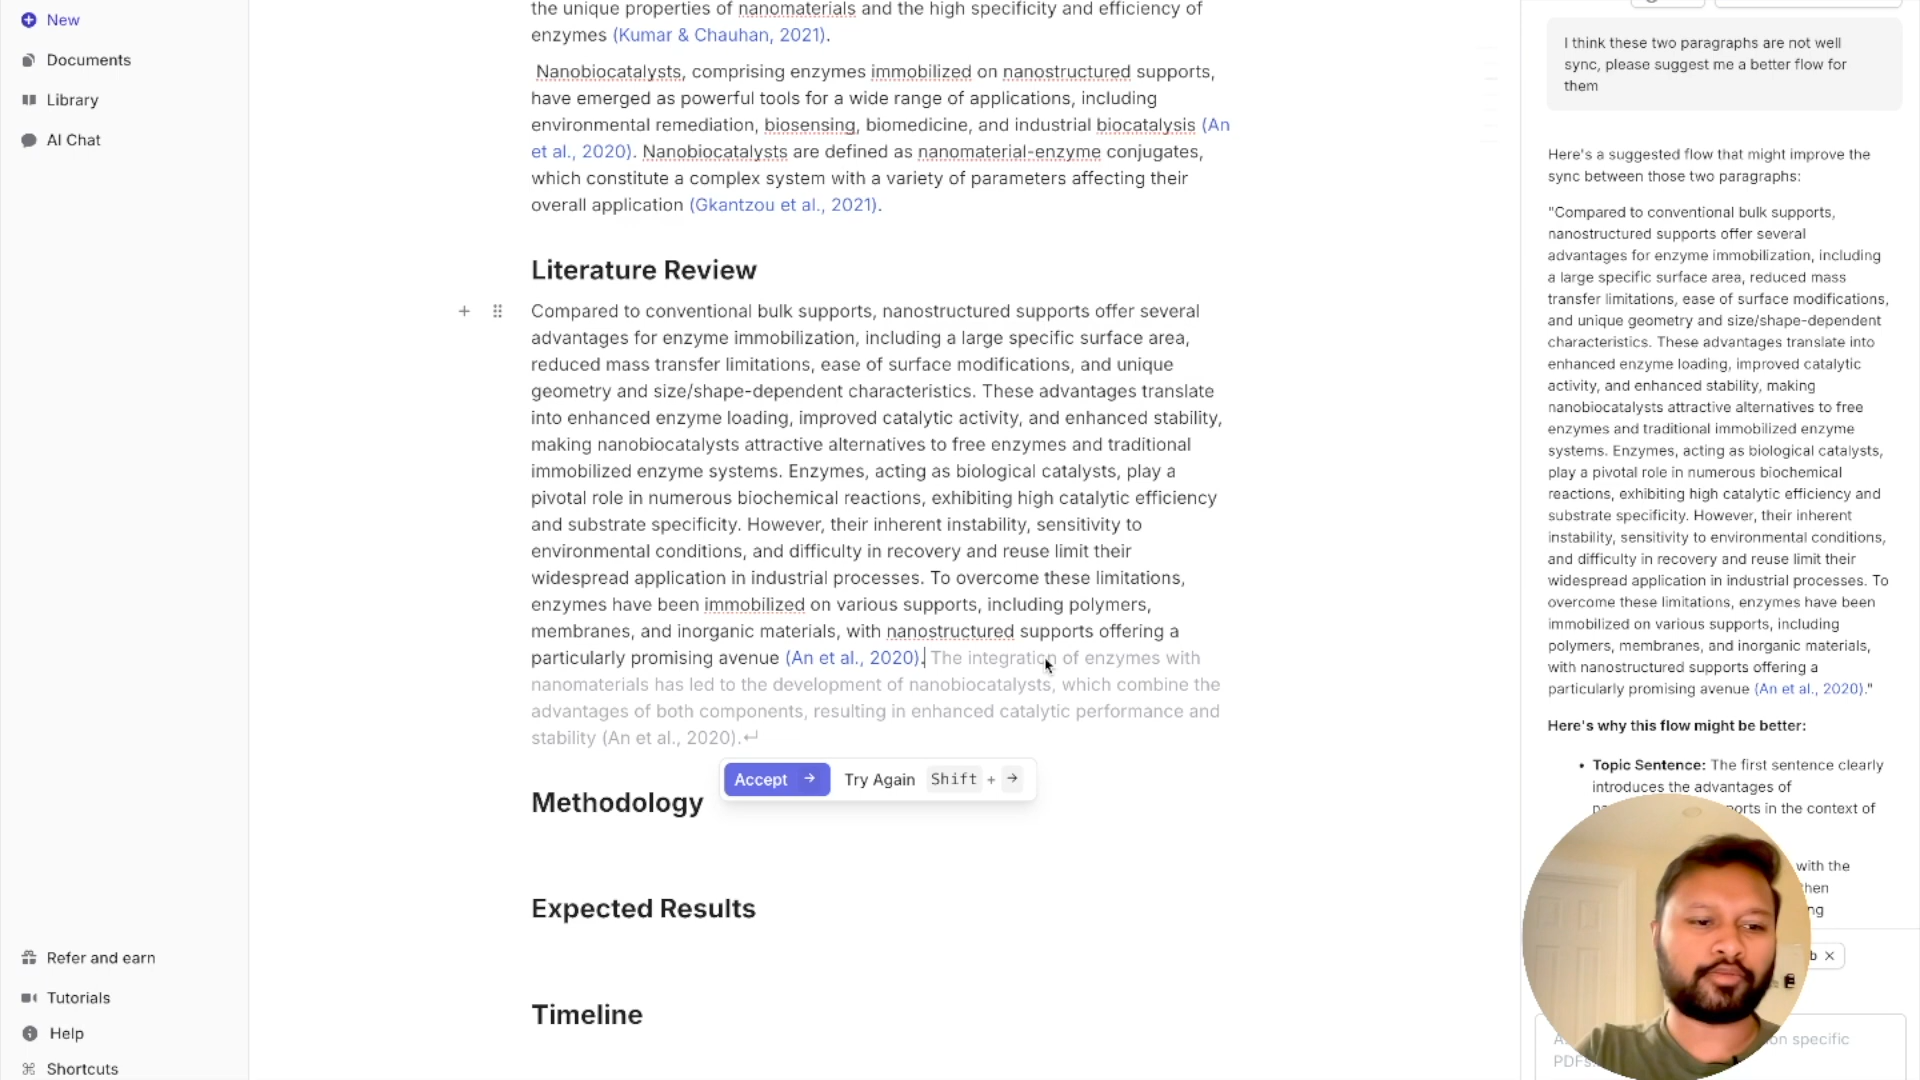 New
Documents
Library
AI Chat
Refer and earn
Tutorials
Help
Shortcuts
the unique properties of nanomaterials and the high specificity and efficiency of
enzymes (Kumar & Chauhan, 2021).
Nanobiocatalysts, comprising enzymes immobilized on nanostructured supports,
have emerged as powerful tools for a wide range of applications, including
environmental remediation, biosensing, biomedicine, and industrial biocatalysis (An
et al., 2020). Nanobiocatalysts are defined as nanomaterial-enzyme conjugates,
which constitute a complex system with a variety of parameters affecting their
overall application (Gkantzou et al., 2021).
Literature Review
Compared to conventional bulk supports, nanostructured supports offer several
advantages for enzyme immobilization, including a large specific surface area,
reduced mass transfer limitations, ease of surface modifications, and unique
geometry and size/shape-dependent characteristics. These advantages translate
into enhanced enzyme loading, improved catalytic activity, and enhanced stability,
making nanobiocatalysts attractive alternatives to free enzymes and traditional
immobilized enzyme systems. Enzymes, acting as biological catalysts, play a
pivotal role in numerous biochemical reactions, exhibiting high catalytic efficiency
and substrate specificity. However, their inherent instability, sensitivity to
environmental conditions, and difficulty in recovery and reuse limit their
widespread application in industrial processes. To overcome these limitations,
enzymes have been immobilized on various supports, including polymers,
membranes, and inorganic materials, with nanostructured supports offering a
particularly promising avenue (An et al., 2020). The integration of enzymes with
nanomaterials has led to the development of nanobiocatalysts, which combine the
advantages of both components, resulting in enhanced catalytic performance and
stability (An et al., 2020).↵
Accept → Try Again Shift + →
Methodology
Expected Results
Timeline
I think these two paragraphs are not well
sync, please suggest me a better flow for
them
Here's a suggested flow that might improve the
sync between those two paragraphs:
"Compared to conventional bulk supports,
nanostructured supports offer several
advantages for enzyme immobilization, including
a large specific surface area, reduced mass
transfer limitations, ease of surface modifications,
and unique geometry and size/shape-dependent
characteristics. These advantages translate into
enhanced enzyme loading, improved catalytic
activity, and enhanced stability, making
nanobiocatalysts attractive alternatives to free
enzymes and traditional immobilized enzyme
systems. Enzymes, acting as biological catalysts,
play a pivotal role in numerous biochemical
reactions, exhibiting high catalytic efficiency and
substrate specificity. However, their inherent
instability, sensitivity to environmental conditions,
and difficulty in recovery and reuse limit their
widespread application in industrial processes. To
overcome these limitations, enzymes have been
immobilized on various supports, including
polymers, membranes, and inorganic materials,
with nanostructured supports offering a
particularly promising avenue (An et al., 2020)."
Here's why this flow might be better:
• Topic Sentence: The first sentence clearly
introduces the advantages of
in the context of
with the
on specific